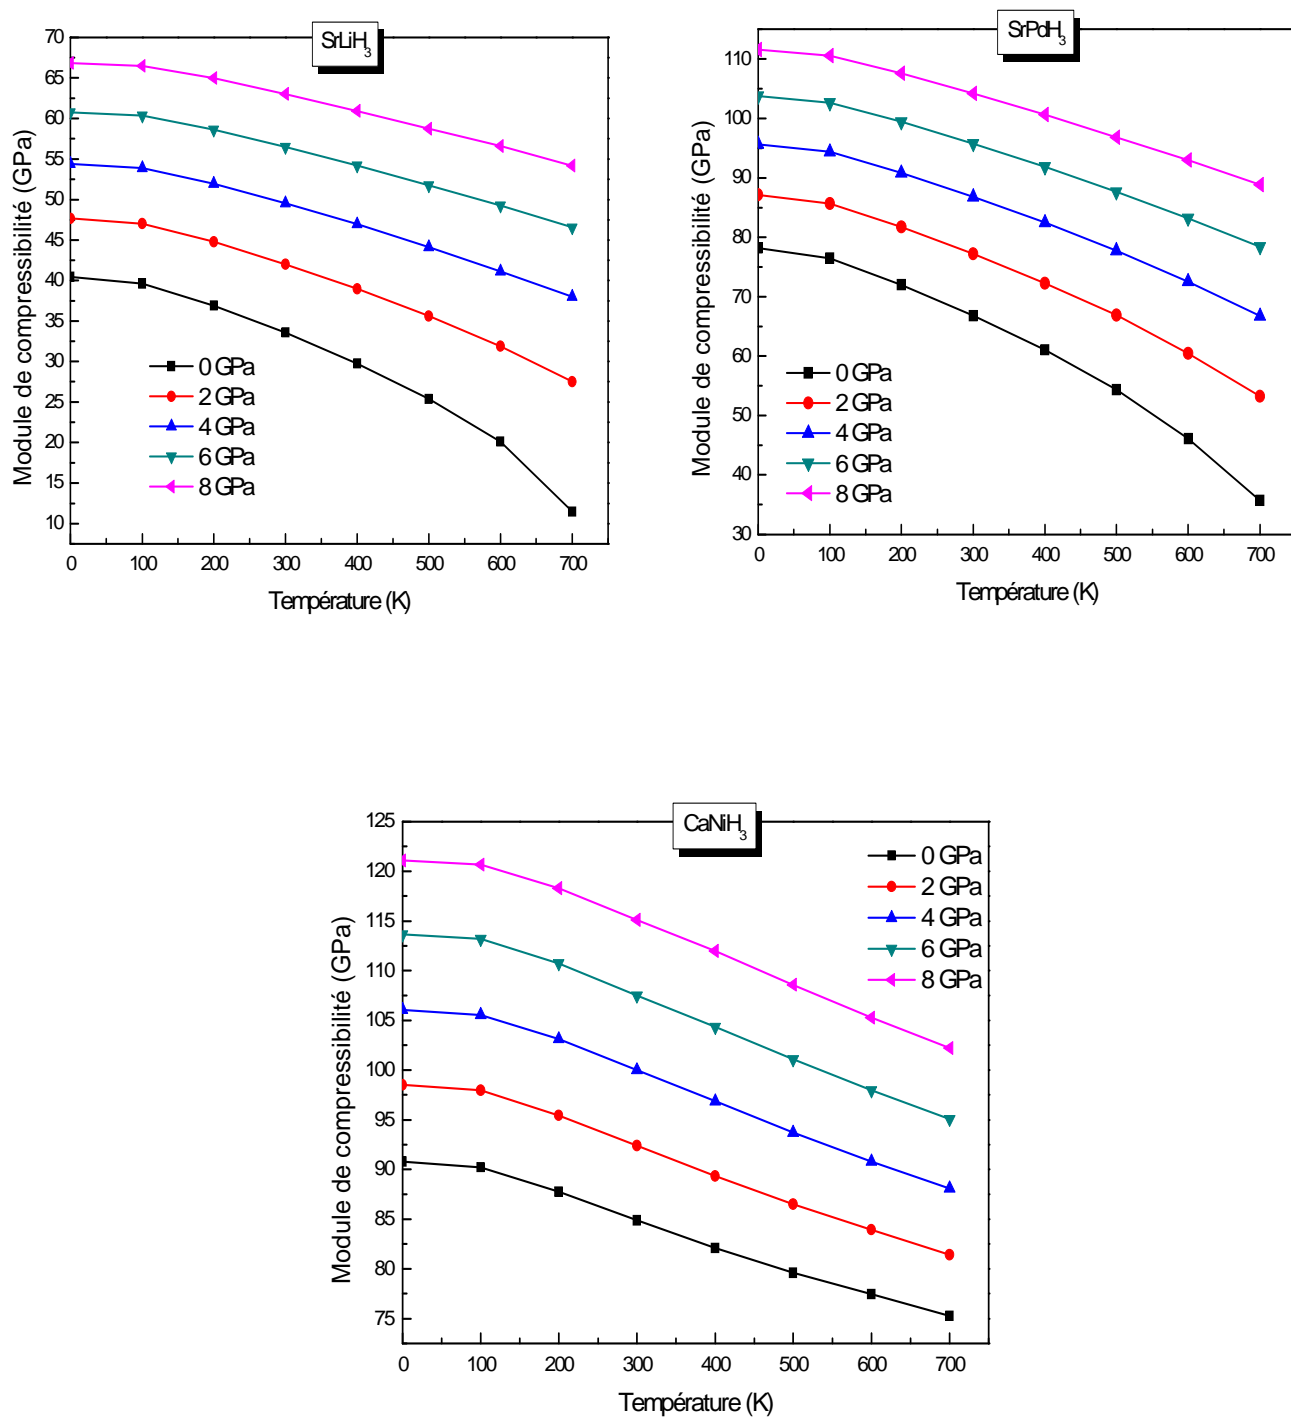 SrLiH3
70
65
60
55
50
45
40
35
30
25
20
15
10
Module de compressibilité (GPa)
0 GPa
2 GPa
4 GPa
6 GPa
8 GPa
0 100 200 300 400 500 600 700
Température (K)
SrPdH3
110
100
90
80
70
60
50
40
30
Module de compressibilité (GPa)
0 GPa
2 GPa
4 GPa
6 GPa
8 GPa
0 100 200 300 400 500 600 700
Température (K)
CaNiH3
125
120
115
110
105
100
95
90
85
80
75
Module de compressibilité (GPa)
0 GPa
2 GPa
4 GPa
6 GPa
8 GPa
0 100 200 300 400 500 600 700
Température (K)